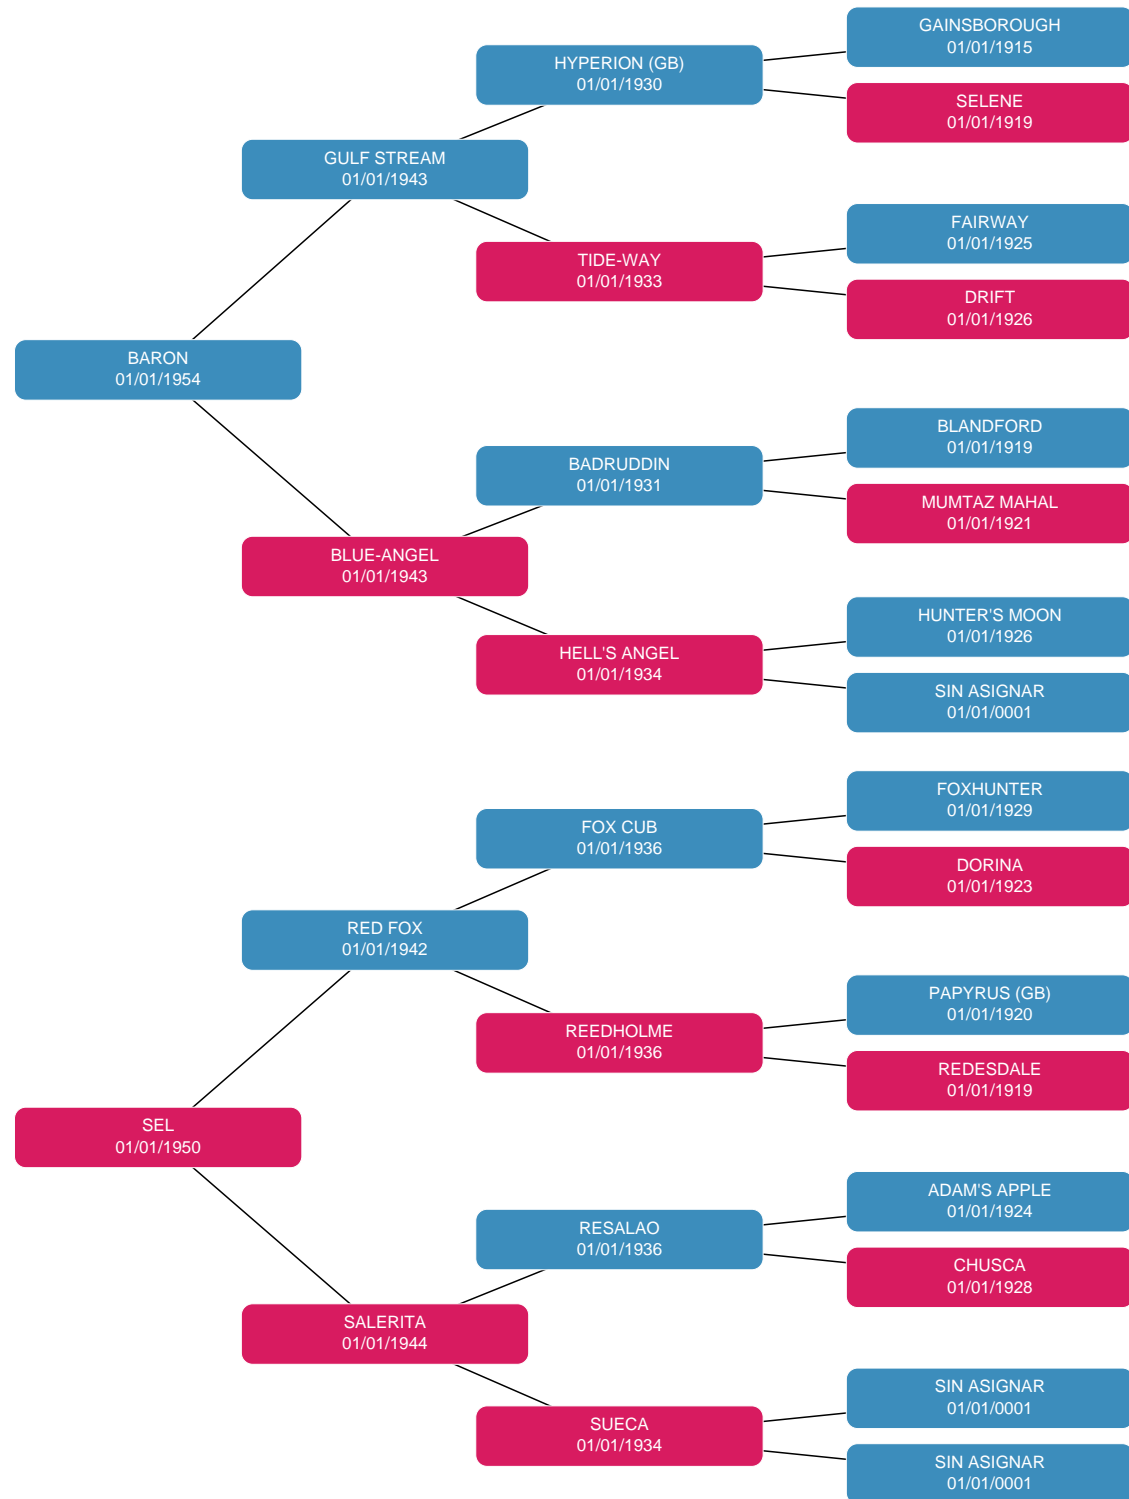 GAINSBOROUGH
01/01/1915
HYPERION (GB)
01/01/1930
SELENE
01/01/1919
GULF STREAM
01/01/1943
FAIRWAY
01/01/1925
TIDE-WAY
01/01/1933
DRIFT
01/01/1926
BARON
01/01/1954
BLANDFORD
01/01/1919
BADRUDDIN
01/01/1931
MUMTAZ MAHAL
01/01/1921
BLUE-ANGEL
01/01/1943
HUNTER'S MOON
01/01/1926
HELL'S ANGEL
01/01/1934
SIN ASIGNAR
01/01/0001
FOXHUNTER
01/01/1929
FOX CUB
01/01/1936
DORINA
01/01/1923
RED FOX
01/01/1942
PAPYRUS (GB)
01/01/1920
REEDHOLME
01/01/1936
REDESDALE
01/01/1919
SEL
01/01/1950
ADAM'S APPLE
01/01/1924
RESALAO
01/01/1936
CHUSCA
01/01/1928
SALERITA
01/01/1944
SIN ASIGNAR
01/01/0001
SUECA
01/01/1934
SIN ASIGNAR
01/01/0001